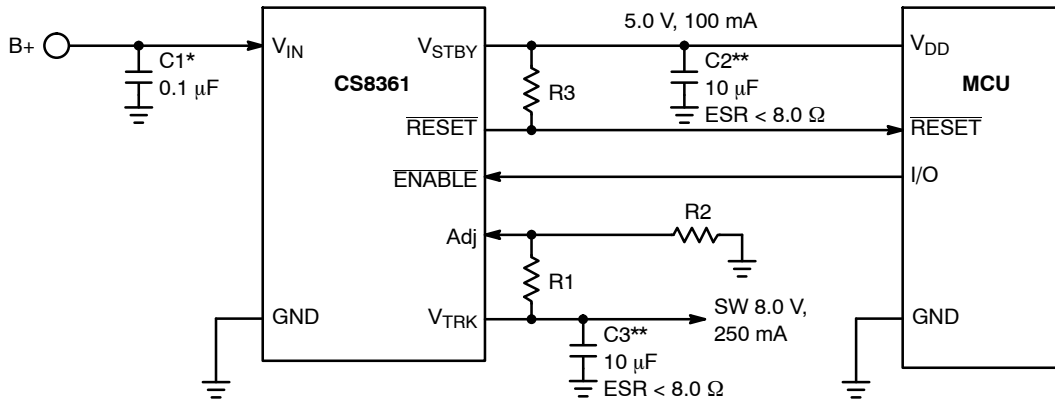 5.0 V, 100 mA
B+
V_IN
V_STBY
V_DD
C1*
0.1 μF
CS8361
R3
C2**
10 μF
ESR < 8.0 Ω
MCU
RESET
RESET
ENABLE
I/O
R2
Adj
R1
GND
V_TRK
SW 8.0 V,
250 mA
GND
C3**
10 μF
ESR < 8.0 Ω